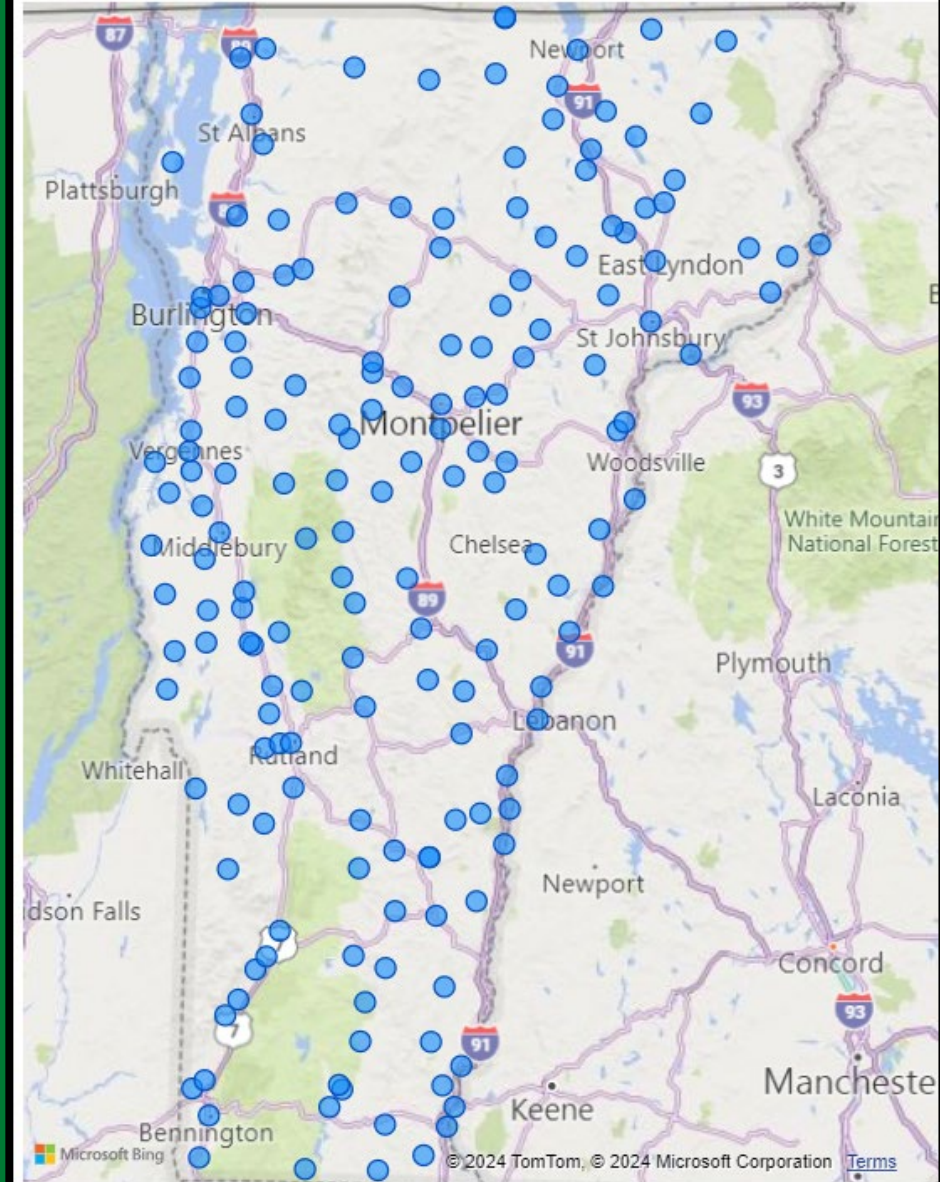 87
89
Newport
91
St Albans
Plattsburgh
East Lyndon
Burlington
St Johnsbury
93
Montpelier
Vergennes
Woodsville
3
White Mountain
National Forest
Middlebury
Chelsea
89
91
Plymouth
Lebanon
Rutland
Whitehall
Laconia
Newport
dson Falls
7
Concord
93
7
91
Mancheste
Keene
Bennington
Microsoft Bing
© 2024 TomTom, © 2024 Microsoft Corporation Terms